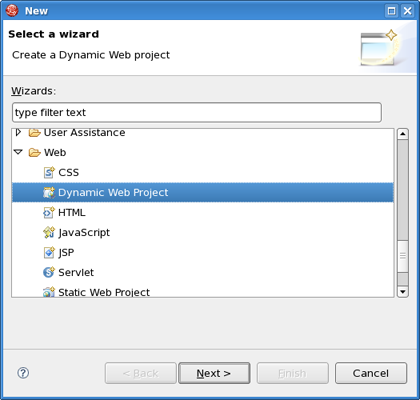 New
Select a wizard
Create a Dynamic Web project
Wizards:
type filter text
User Assistance
Web
CSS
Dynamic Web Project
HTML
JavaScript
JSP
Servlet
Static Web Project
?
< Back
Next >
Finish
Cancel